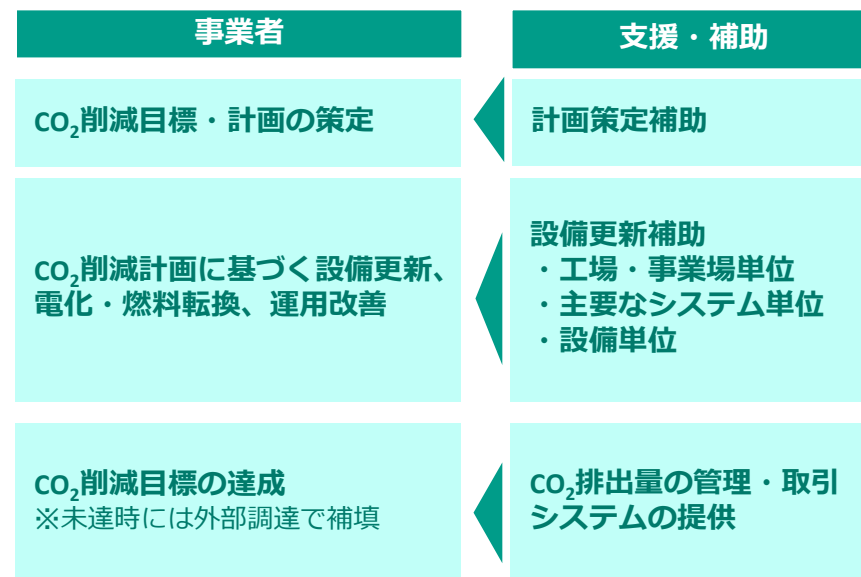 事業者
支援・補助
CO₂削減目標・計画の策定
計画策定補助
CO₂削減計画に基づく設備更新、
電化・燃料転換、運用改善
設備更新補助
・工場・事業場単位
・主要なシステム単位
・設備単位
CO₂削減目標の達成
※未達時には外部調達で補填
CO₂排出量の管理・取引
システムの提供